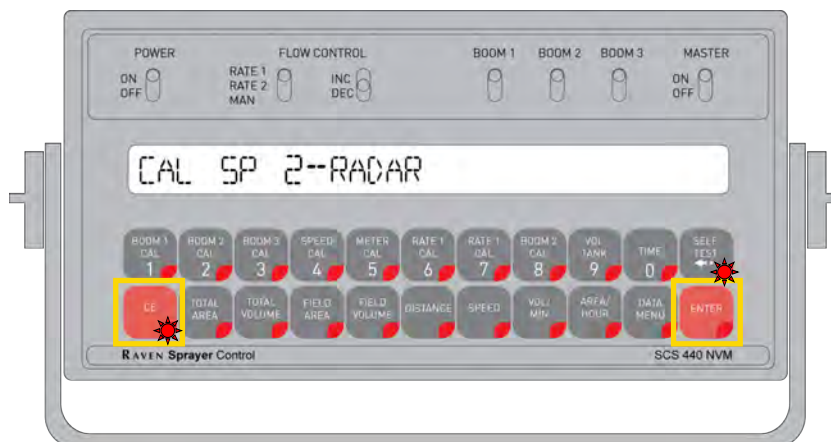 POWER
ON
OFF
FLOW CONTROL
RATE 1
RATE 2
MAN
INC
DEC
BOOM 1 BOOM 2 BOOM 3
MASTER
ON
OFF
CAL SP 2--RADAR
BOOM 1 CAL 1
BOOM 2 CAL 2
BOOM 3 CAL 3
SPEED CAL 4
METER CAL 5
RATE 1 CAL 6
RATE 1 CAL 7
BOOM 2 CAL 8
VOL TANK 9
TIME 0
SELF TEST
CE
TOTAL AREA
TOTAL VOLUME
FIELD AREA
FIELD VOLUME
DISTANCE
SPEED
VOL/ MIN
AREA/ HOUR
DATA MENU
ENTER
RAVEN Sprayer Control
SCS 440 NVM